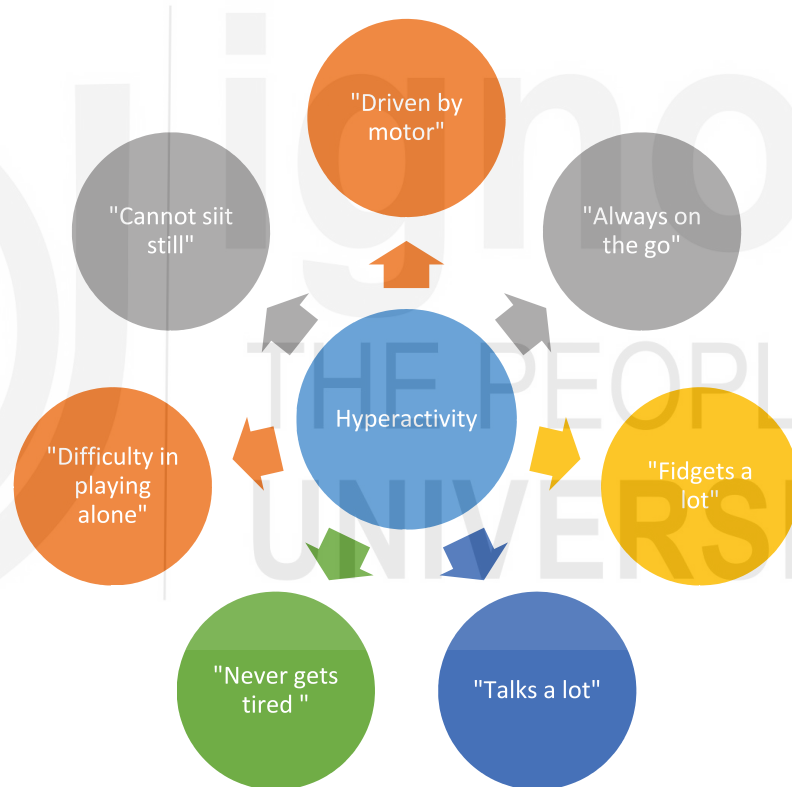 "Driven by
motor"
"Cannot siit
still"
"Always on
the go"
Hyperactivity
"Difficulty in
playing
alone"
"Fidgets a
lot"
"Never gets
tired "
"Talks a lot"
igno
THE PEOPL
UNIVERSI